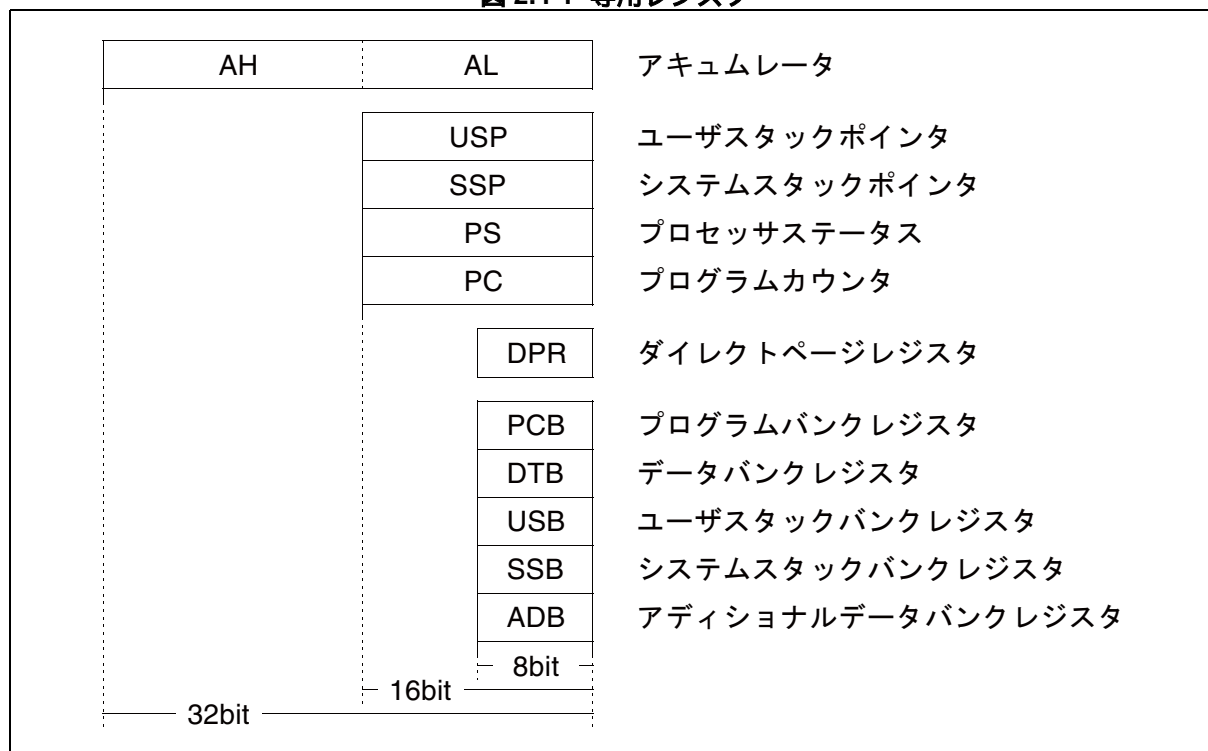 AH AL アキュムレータ
USP ユーザスタックポインタ
SSP システムスタックポインタ
PS プロセッサステータス
PC プログラムカウンタ
DPR ダイレクトページレジスタ
PCB プログラムバンクレジスタ
DTB データバンクレジスタ
USB ユーザスタックバンクレジスタ
SSB システムスタックバンクレジスタ
ADB アディショナルデータバンクレジスタ
8bit
16bit
32bit